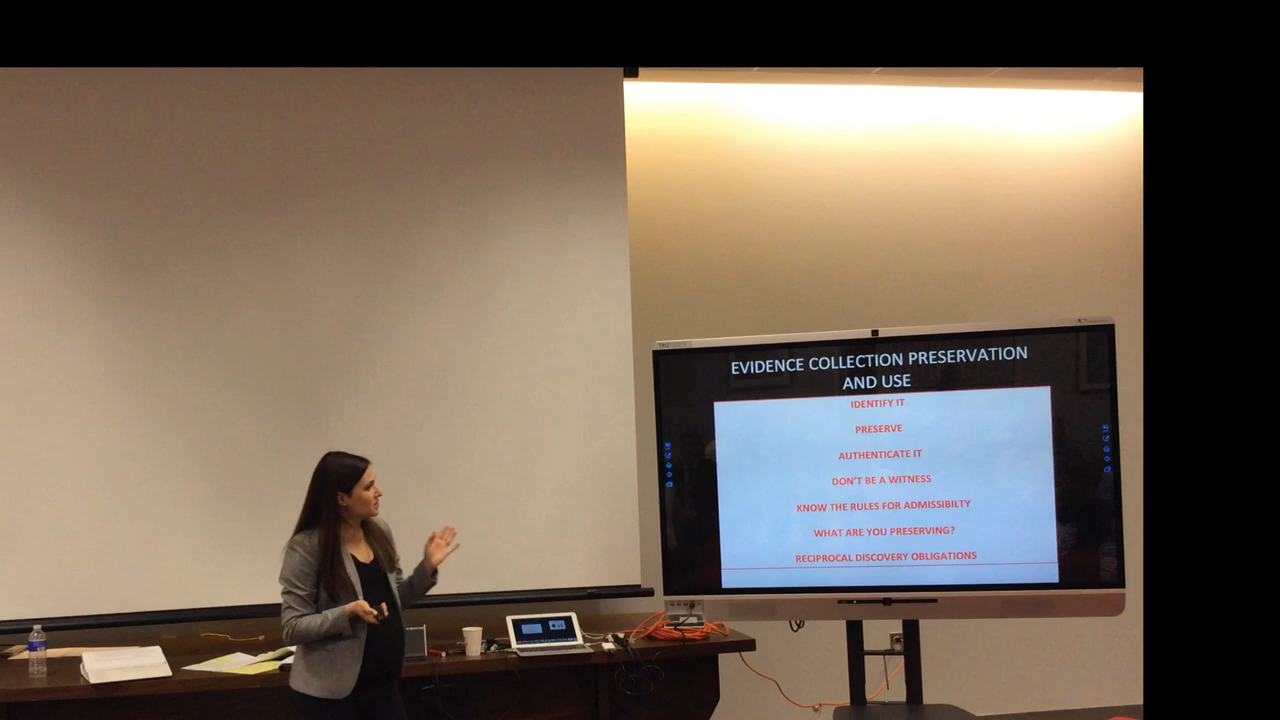 EVIDENCE COLLECTION PRESERVATION
AND USE
IDENTIFY IT
PRESERVE
AUTHENTICATE IT
DON'T BE A WITNESS
KNOW THE RULES FOR ADMISSIBILTY
WHAT ARE YOU PRESERVING?
RECIPROCAL DISCOVERY OBLIGATIONS